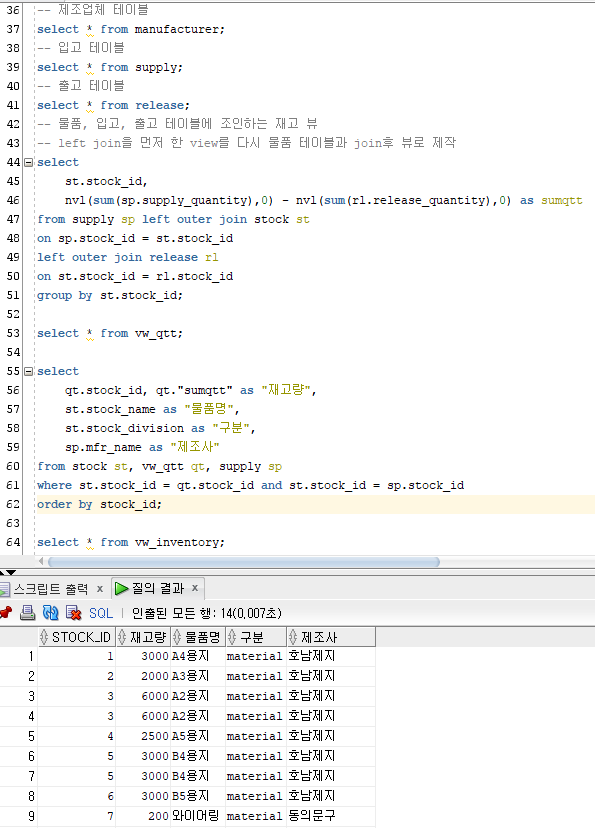 36 -- 제조업체 테이블
37 select * from manufacturer;
38 -- 입고 테이블
39 select * from supply;
40 -- 출고 테이블
41 select * from release;
42 -- 물품, 입고, 출고 테이블에 조인하는 재고 뷰
43 -- left join을 먼저 한 view를 다시 물품 테이블과 join후 뷰로 제작
44 select
45 st.stock_id,
46 nvl(sum(sp.supply_quantity),0) - nvl(sum(rl.release_quantity),0) as sumqtt
47 from supply sp left outer join stock st
48 on sp.stock_id = st.stock_id
49 left outer join release rl
50 on st.stock_id = rl.stock_id
51 group by st.stock_id;
52
53 select * from vw_qtt;
54
55 select
56 qt.stock_id, qt."sumqtt" as "재고량",
57 st.stock_name as "물품명",
58 st.stock_division as "구분",
59 sp.mfr_name as "제조사"
60 from stock st, vw_qtt qt, supply sp
61 where st.stock_id = qt.stock_id and st.stock_id = sp.stock_id
62 order by stock_id;
63
64 select * from vw_inventory;
스크립트 출력 x 질의 결과 x
SQL | 인출된 모든 행: 14(0,007초)
STOCK_ID 재고량 물품명 구분 제조사
1 1 3000 A4용지 material 호남제지
2 2 2000 A3용지 material 호남제지
3 3 6000 A2용지 material 호남제지
4 3 6000 A2용지 material 호남제지
5 4 2500 A5용지 material 호남제지
6 5 3000 B4용지 material 호남제지
7 5 3000 B4용지 material 호남제지
8 6 3000 B5용지 material 호남제지
9 7 200 와이어링 material 동의문구